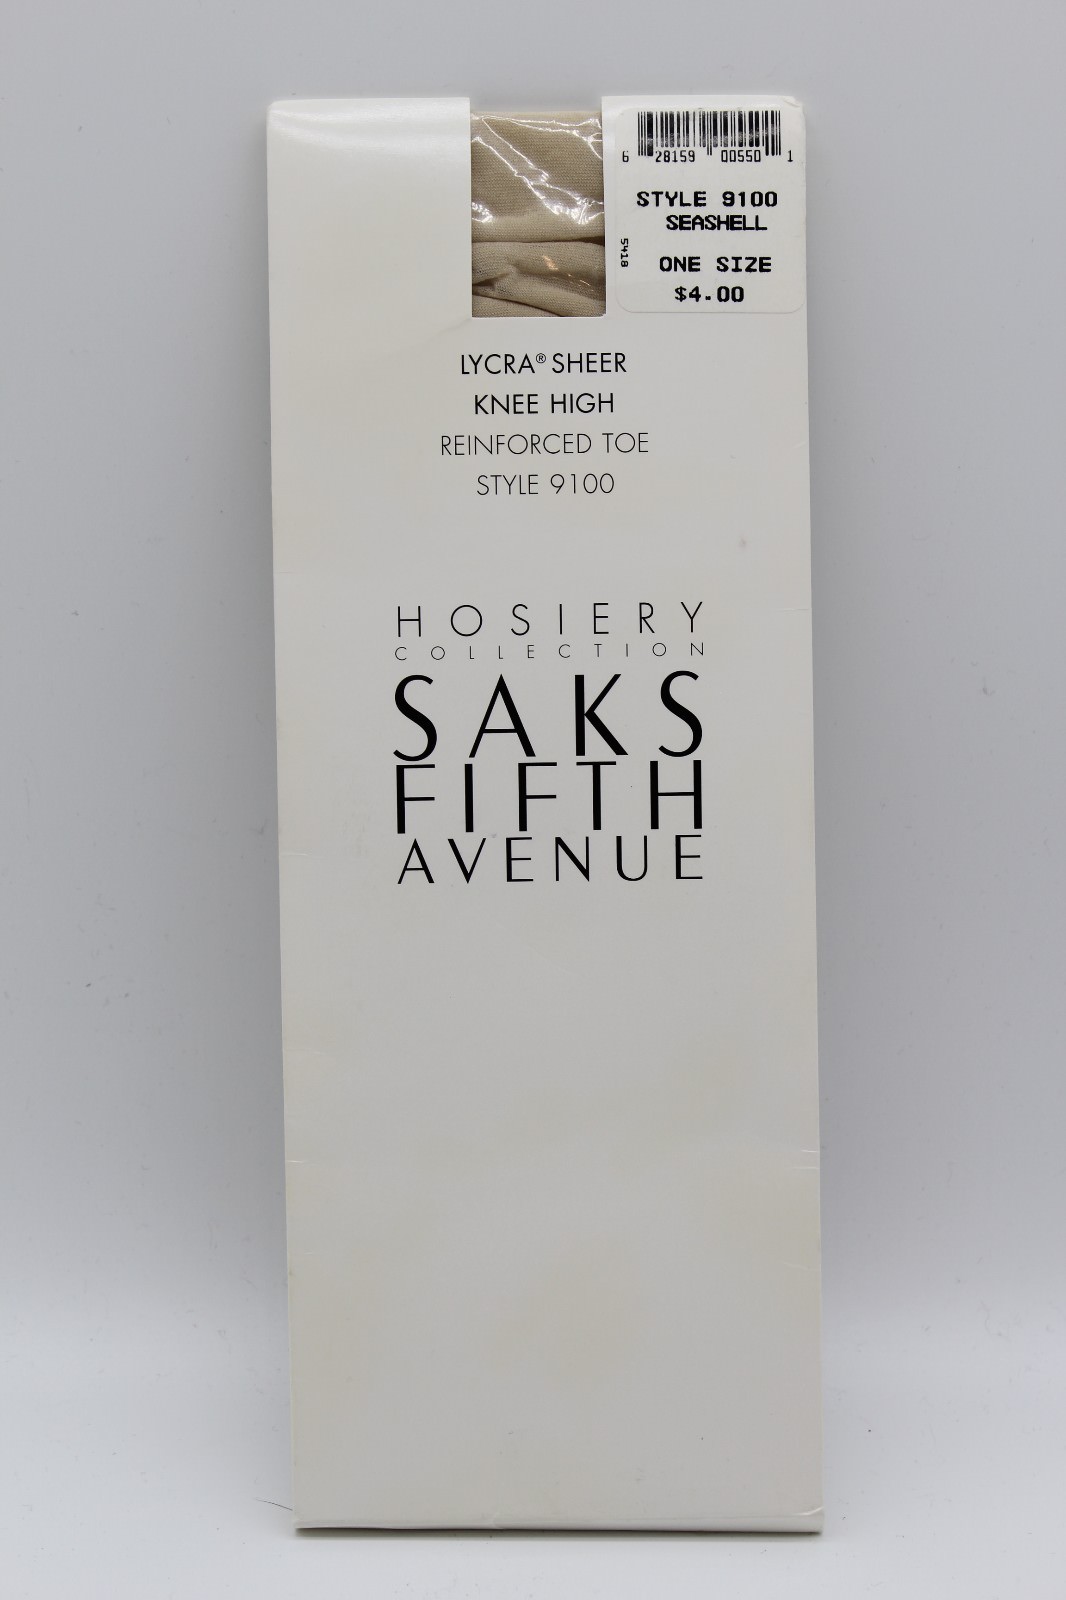 6 28159 00550 1
STYLE 9100
SEASHELL
5418
ONE SIZE
$4.00
LYCRA® SHEER
KNEE HIGH
REINFORCED TOE
STYLE 9100
HOSIERY
COLLECTION
SAKS
FIFTH
AVENUE